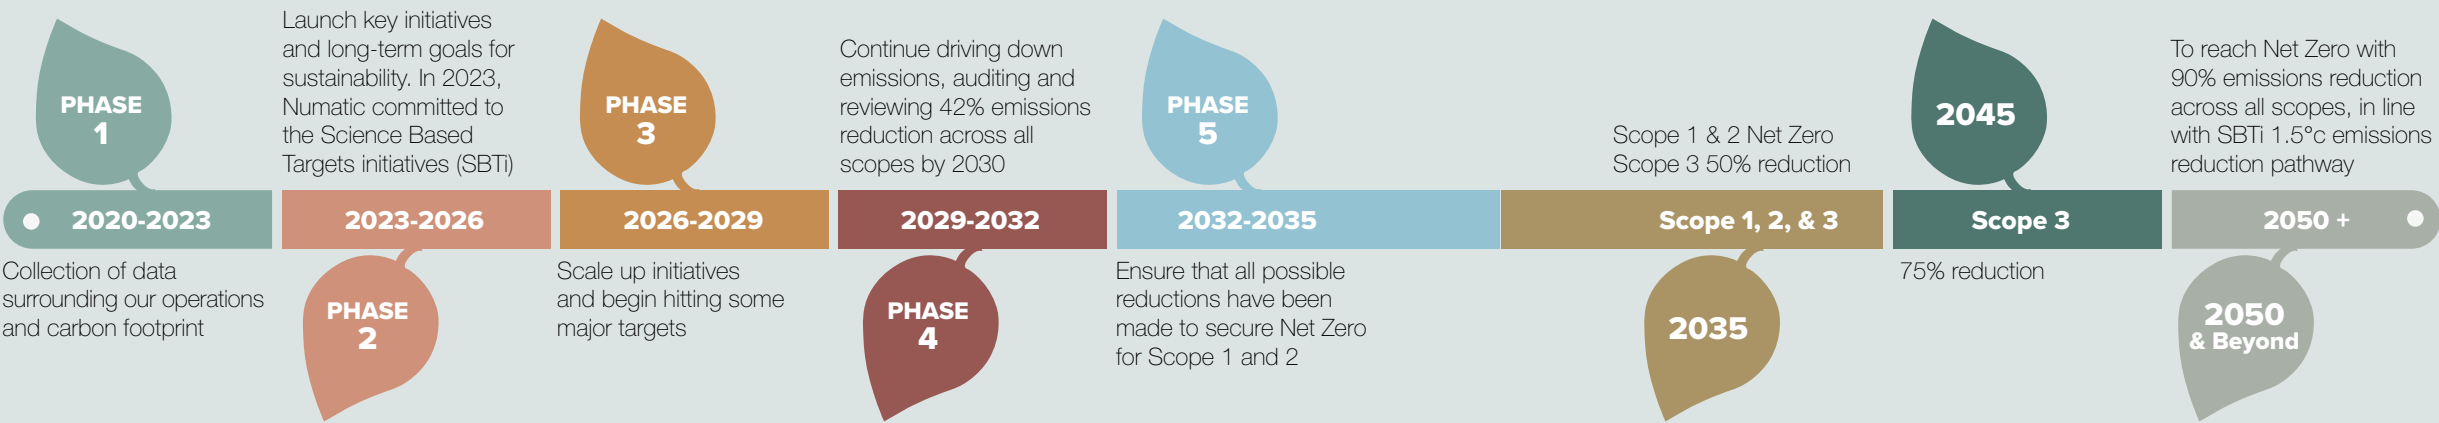 PHASE
1
2020-2023
Collection of data
surrounding our operations
and carbon footprint
Launch key initiatives
and long-term goals for
sustainability. In 2023,
Numatic committed to
the Science Based
Targets initiatives (SBTi)
2023-2026
PHASE
2
PHASE
3
2026-2029
Scale up initiatives
and begin hitting some
major targets
Continue driving down
emissions, auditing and
reviewing 42% emissions
reduction across all
scopes by 2030
2029-2032
PHASE
4
PHASE
5
2032-2035
Ensure that all possible
reductions have been
made to secure Net Zero
for Scope 1 and 2
Scope 1 & 2 Net Zero
Scope 3 50% reduction
Scope 1, 2, & 3
2035
2045
Scope 3
75% reduction
To reach Net Zero with
90% emissions reduction
across all scopes, in line
with SBTi 1.5°c emissions
reduction pathway
2050 +
2050
& Beyond